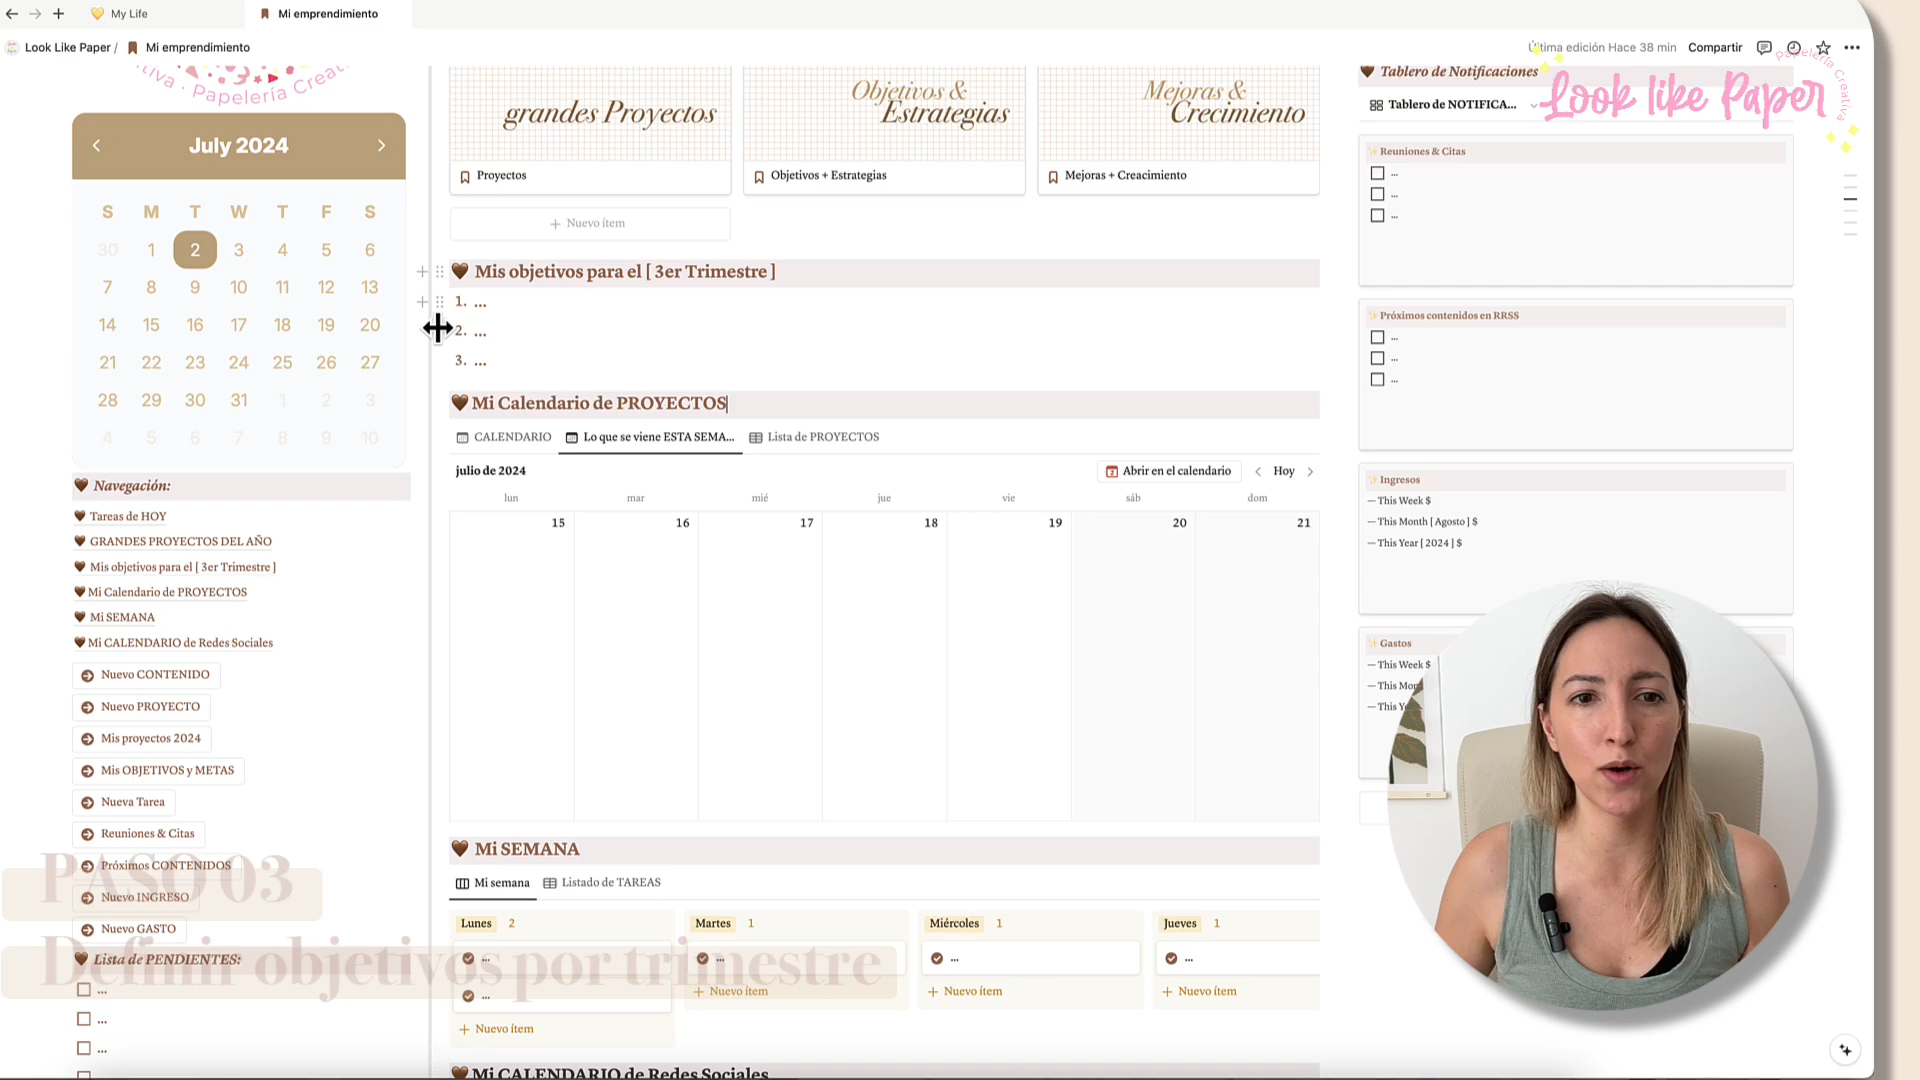 My Life
Mi emprendimiento
Look Like Paper / Mi emprendimiento
Última edición Hace 38 min
Compartir
tiva · Papelería Creat
July 2024
S M T W T F S
30 1 2 3 4 5 6
7 8 9 10 11 12 13
14 15 16 17 18 19 20
21 22 23 24 25 26 27
28 29 30 31 1 2 3
4 5 6 7 8 9 10
Navegación:
Tareas de HOY
GRANDES PROYECTOS DEL AÑO
Mis objetivos para el [ 3er Trimestre ]
Mi Calendario de PROYECTOS
Mi SEMANA
Mi CALENDARIO de Redes Sociales
Nuevo CONTENIDO
Nuevo PROYECTO
Mis proyectos 2024
Mis OBJETIVOS y METAS
Nueva Tarea
Reuniones & Citas
Próximos CONTENIDOS
Nuevo INGRESO
Nuevo GASTO
Lista de PENDIENTES:
...
...
...
PASO 03
Definir objetivos por trimestre
grandes Proyectos
Proyectos
Objetivos &
Estrategias
Objetivos + Estrategias
Mejoras &
Crecimiento
Mejoras + Creacimiento
+ Nuevo ítem
Mis objetivos para el [ 3er Trimestre ]
1. ...
2. ...
3. ...
Mi Calendario de PROYECTOS
CALENDARIO
Lo que se viene ESTA SEMA...
Lista de PROYECTOS
julio de 2024
Abrir en el calendario
Hoy
lun mar mié jue vie sáb dom
15 16 17 18 19 20 21
Mi SEMANA
Mi semana
Listado de TAREAS
Lunes 2
...
...
+ Nuevo ítem
Martes 1
...
+ Nuevo ítem
Miércoles 1
...
+ Nuevo ítem
Jueves 1
...
+ Nuevo ítem
Mi CALENDARIO de Redes Sociales
Tablero de Notificaciones
Tablero de NOTIFICA...
Look like Paper
Papelería Creativa
Reuniones & Citas
...
...
...
Próximos contenidos en RRSS
...
...
...
Ingresos
— This Week $
— This Month [ Agosto ] $
— This Year [ 2024 ] $
Gastos
— This Week $
— This Mon
— This Y